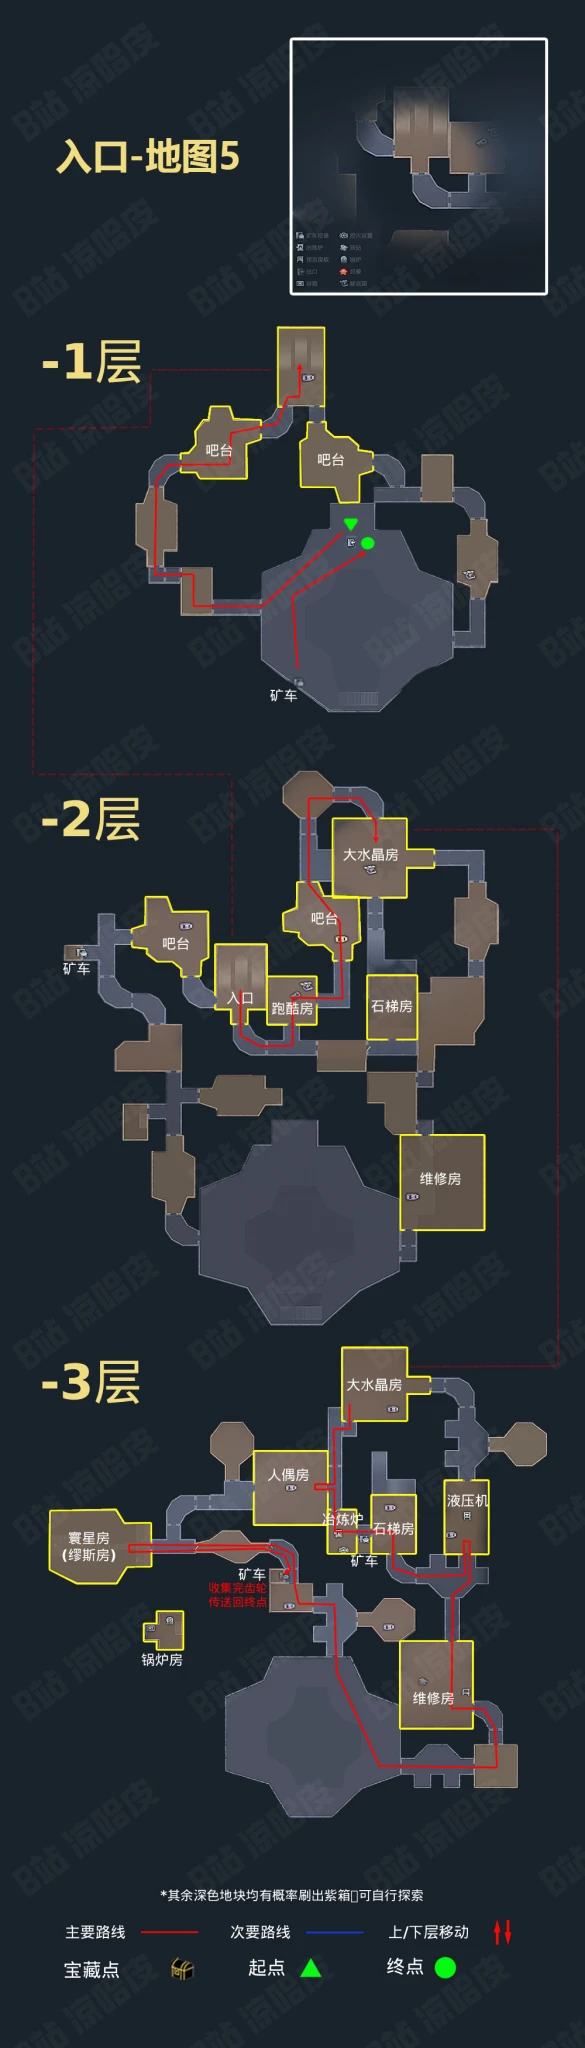 入口-地图5
-1层
吧台
吧台
矿车
-2层
大水晶房
吧台
吧台
矿车
入口
跑酷房
石梯房
维修房
-3层
大水晶房
人偶房
液压机
冶炼炉
石梯房
寰星房
(缪斯房)
矿车
矿车
收集完齿轮
传送回终点
锅炉房
维修房
*其余深色地块均有概率刷出紫箱▯可自行探索
主要路线
次要路线
上/下层移动
宝藏点
起点
终点